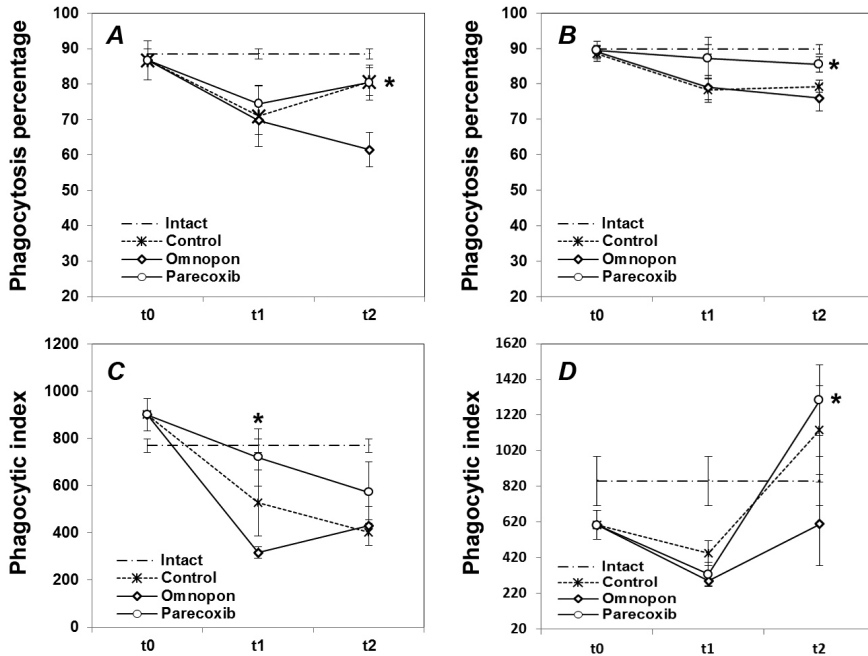 Phagocytosis percentage
A
100
90
80
70
60
50
40
30
20
*
Intact
Control
Omnopon
Parecoxib
t0 t1 t2
Phagocytosis percentage
B
100
90
80
70
60
50
40
30
20
*
Intact
Control
Omnopon
Parecoxib
t0 t1 t2
Phagocytic index
C
1200
1000
800
600
400
200
0
*
Intact
Control
Omnopon
Parecoxib
t0 t1 t2
Phagocytic index
D
1620
1420
1220
1020
820
620
420
220
20
*
Intact
Control
Omnopon
Parecoxib
t0 t1 t2